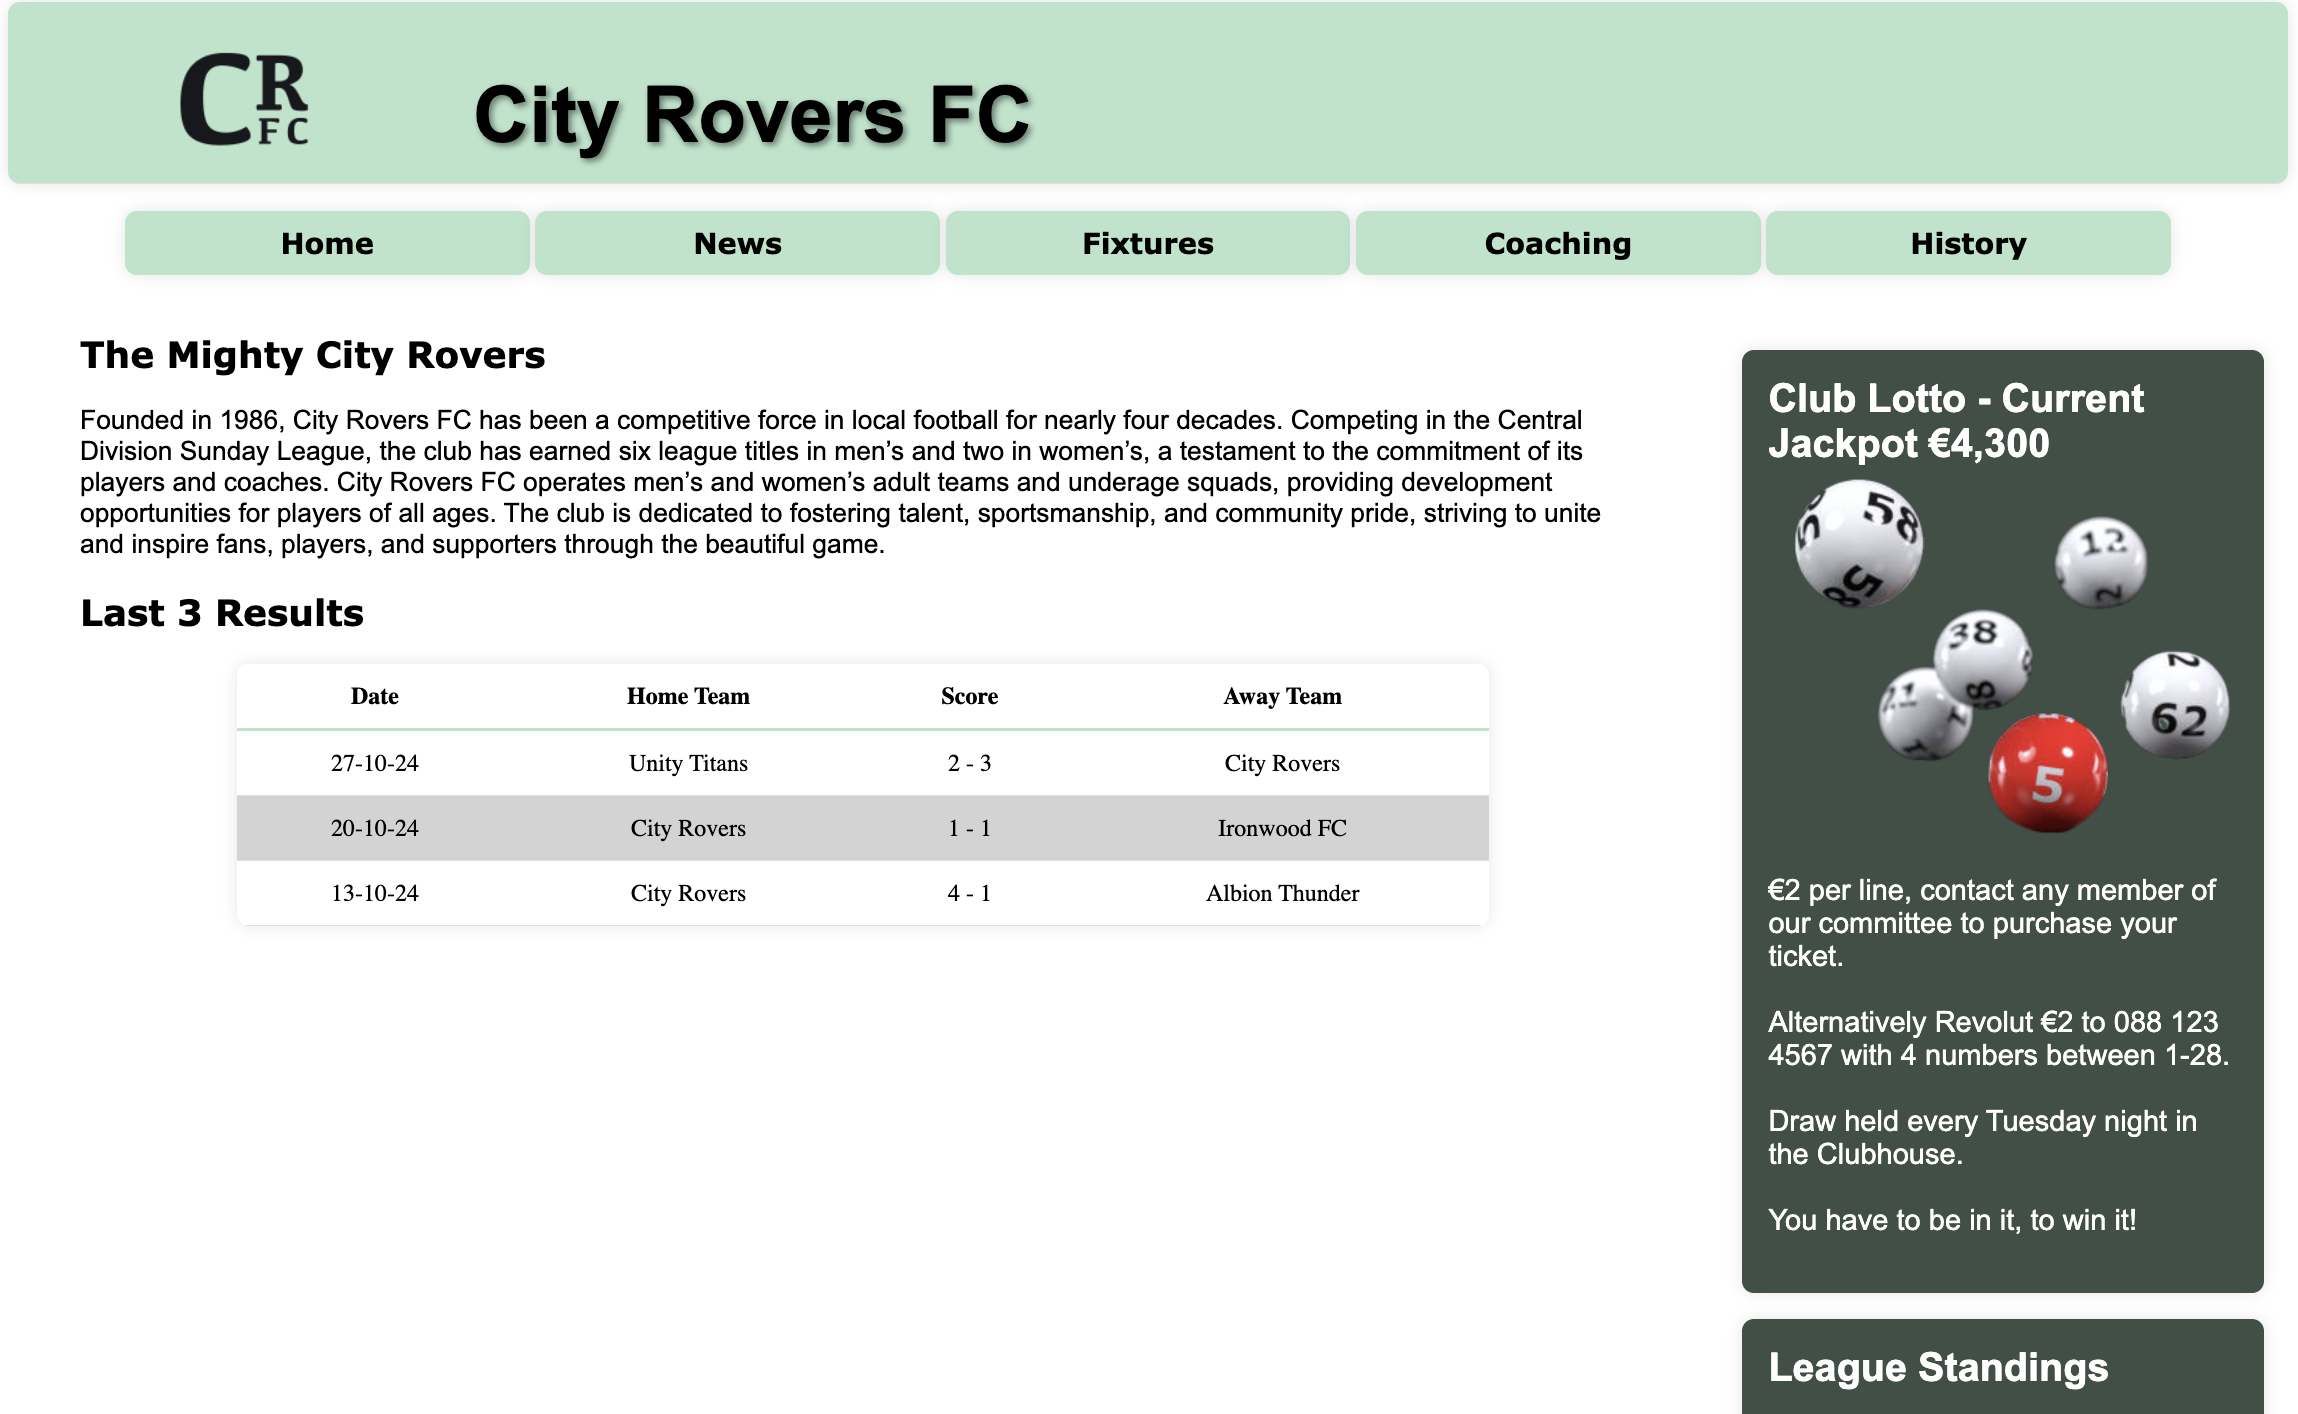 CR
FC
City Rovers FC
Home News Fixtures Coaching History
The Mighty City Rovers
Founded in 1986, City Rovers FC has been a competitive force in local football for nearly four decades. Competing in the Central
Division Sunday League, the club has earned six league titles in men’s and two in women’s, a testament to the commitment of its
players and coaches. City Rovers FC operates men’s and women’s adult teams and underage squads, providing development
opportunities for players of all ages. The club is dedicated to fostering talent, sportsmanship, and community pride, striving to unite
and inspire fans, players, and supporters through the beautiful game.
Last 3 Results
Date Home Team Score Away Team
27-10-24 Unity Titans 2 - 3 City Rovers
20-10-24 City Rovers 1 - 1 Ironwood FC
13-10-24 City Rovers 4 - 1 Albion Thunder
Club Lotto - Current
Jackpot €4,300
58
12
38
62
5
€2 per line, contact any member of
our committee to purchase your
ticket.
Alternatively Revolut €2 to 088 123
4567 with 4 numbers between 1-28.
Draw held every Tuesday night in
the Clubhouse.
You have to be in it, to win it!
League Standings